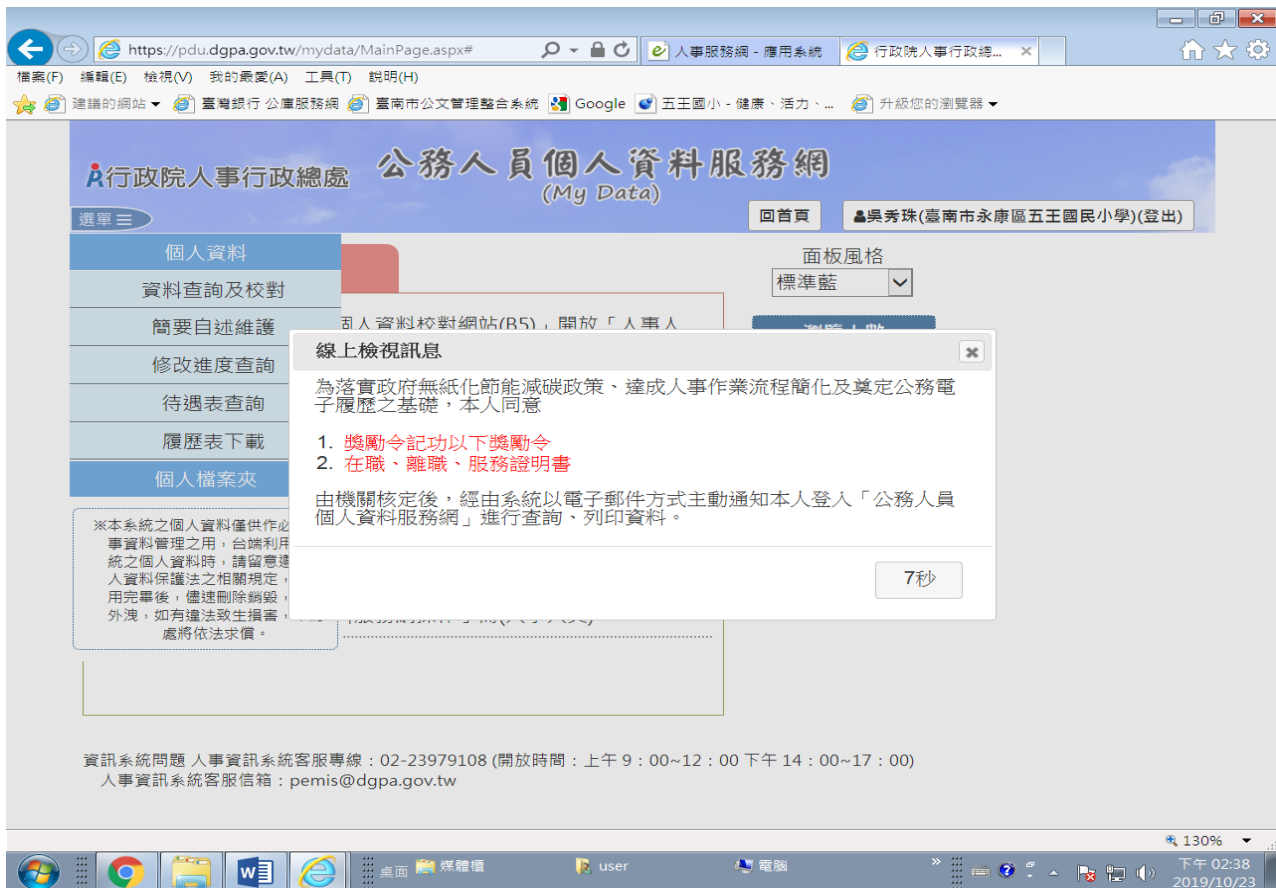 https://pdu.dgpa.gov.tw/mydata/MainPage.aspx#
人事服務網 - 應用系統
行政院人事行政總...
檔案(F) 編輯(E) 檢視(V) 我的最愛(A) 工具(T) 說明(H)
建議的網站 臺灣銀行 公庫服務網 臺南市公文管理整合系統 Google 五王國小 - 健康、活力、... 升級您的瀏覽器
行政院人事行政總處
公務人員個人資料服務網
(My Data)
選單
回首頁
吳秀珠(臺南市永康區五王國民小學)(登出)
個人資料
資料查詢及校對
簡要自述維護
修改進度查詢
待遇表查詢
履歷表下載
個人檔案夾
面板風格
標準藍
瀏覽人數
個人資料校對網站(B5)」開放「人事人
線上檢視訊息
為落實政府無紙化節能減碳政策、達成人事作業流程簡化及奠定公務電
子履歷之基礎，本人同意
1. 獎勵令記功以下獎勵令
2. 在職、離職、服務證明書
由機關核定後，經由系統以電子郵件方式主動通知本人登入「公務人員
個人資料服務網」進行查詢、列印資料。
7秒
※本系統之個人資料僅供作必
事資料管理之用，台端利用
統之個人資料時，請留意遵
人資料保護法之相關規定，
用完畢後，儘速刪除銷毀，
外洩，如有違法致生損害，
處將依法求償。
資訊系統問題 人事資訊系統客服專線：02-23979108 (開放時間：上午 9：00~12：00 下午 14：00~17：00)
人事資訊系統客服信箱：pemis@dgpa.gov.tw
130%
桌面 媒體櫃 user 電腦
下午 02:38
2019/10/23